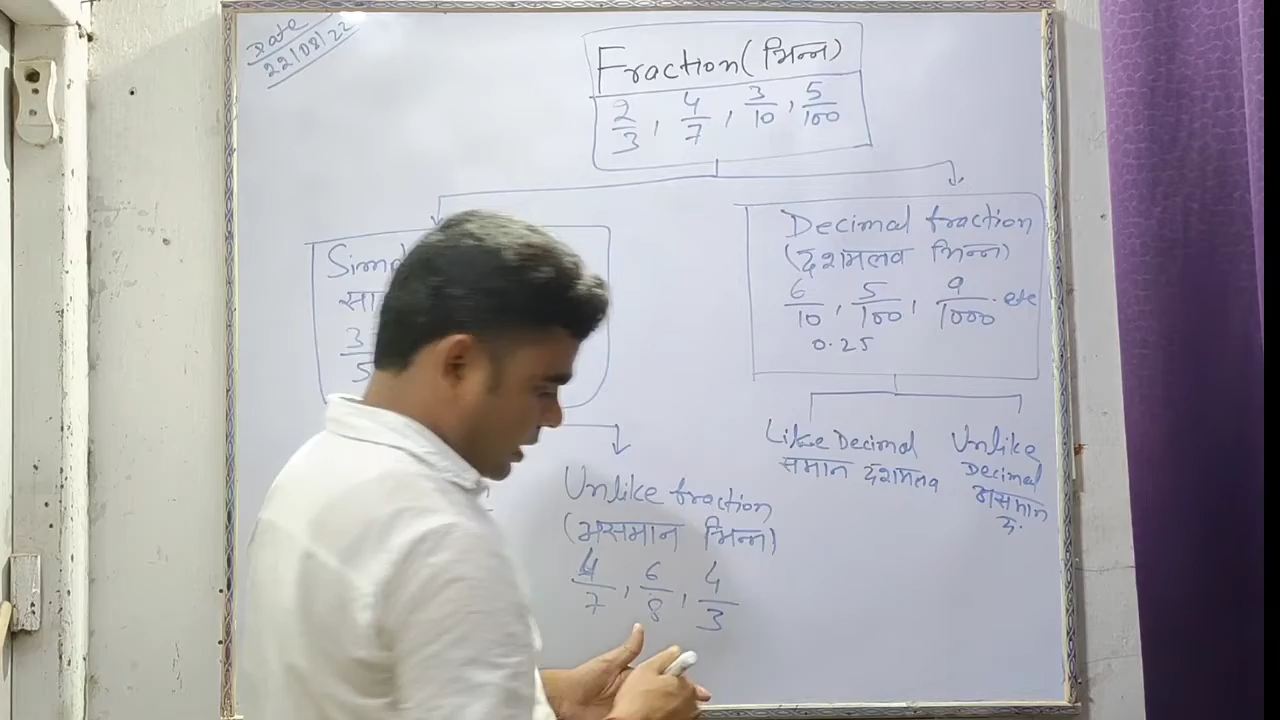 Date
22/08/22
Fraction (भिन्न)
2/3, 4/7, 3/10, 5/100
Decimal fraction
(दशमलव भिन्न)
6/10, 5/100, 9/1000. etc
0.25
3/5
Like Decimal
समान दशमलव
Unlike
Decimal
असमान
द.
Unlike fraction
(असमान भिन्न)
4/7, 6/8, 4/3